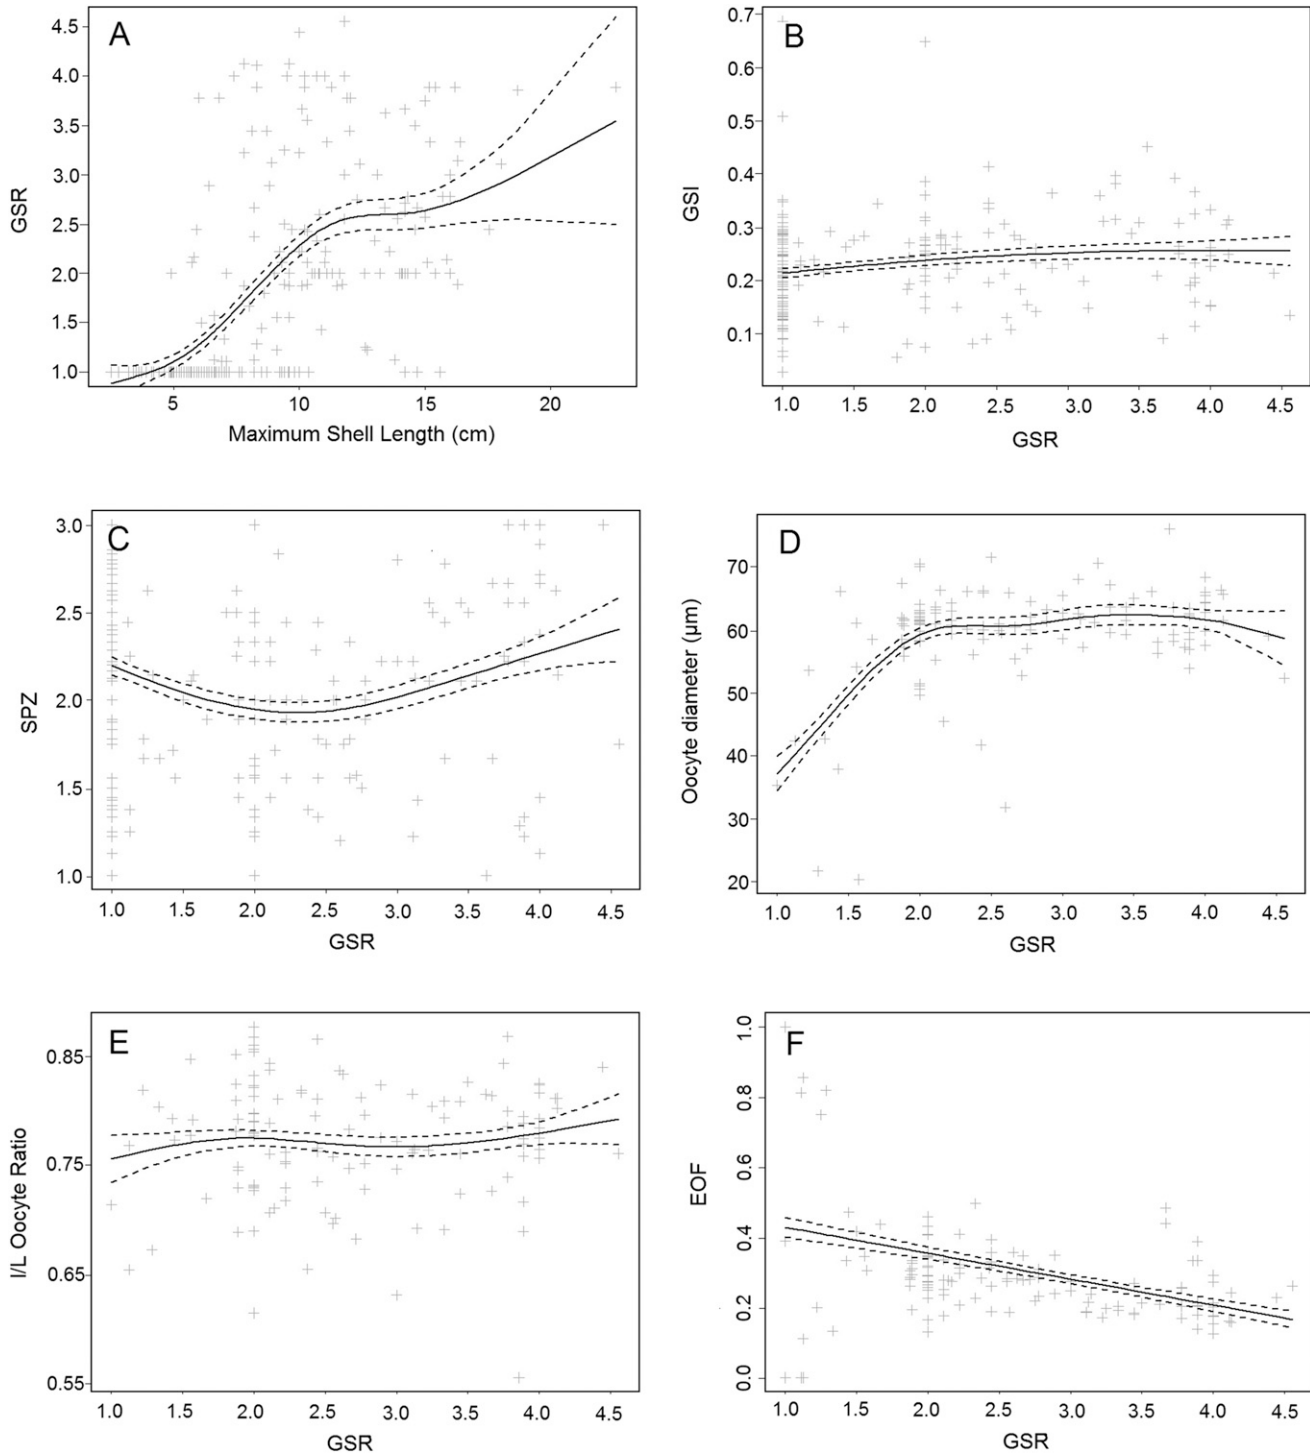 A
4.5
4.0
3.5
3.0
2.5
2.0
1.5
1.0
GSR
5 10 15 20
Maximum Shell Length (cm)
B
0.7
0.6
0.5
0.4
0.3
0.2
0.1
GSI
1.0 1.5 2.0 2.5 3.0 3.5 4.0 4.5
GSR
C
3.0
2.5
2.0
1.5
1.0
SPZ
1.0 1.5 2.0 2.5 3.0 3.5 4.0 4.5
GSR
D
70
60
50
40
30
20
Oocyte diameter (µm)
1.0 1.5 2.0 2.5 3.0 3.5 4.0 4.5
GSR
E
0.85
0.75
0.65
0.55
I/L Oocyte Ratio
1.0 1.5 2.0 2.5 3.0 3.5 4.0 4.5
GSR
F
1.0
0.8
0.6
0.4
0.2
0.0
EOF
1.0 1.5 2.0 2.5 3.0 3.5 4.0 4.5
GSR